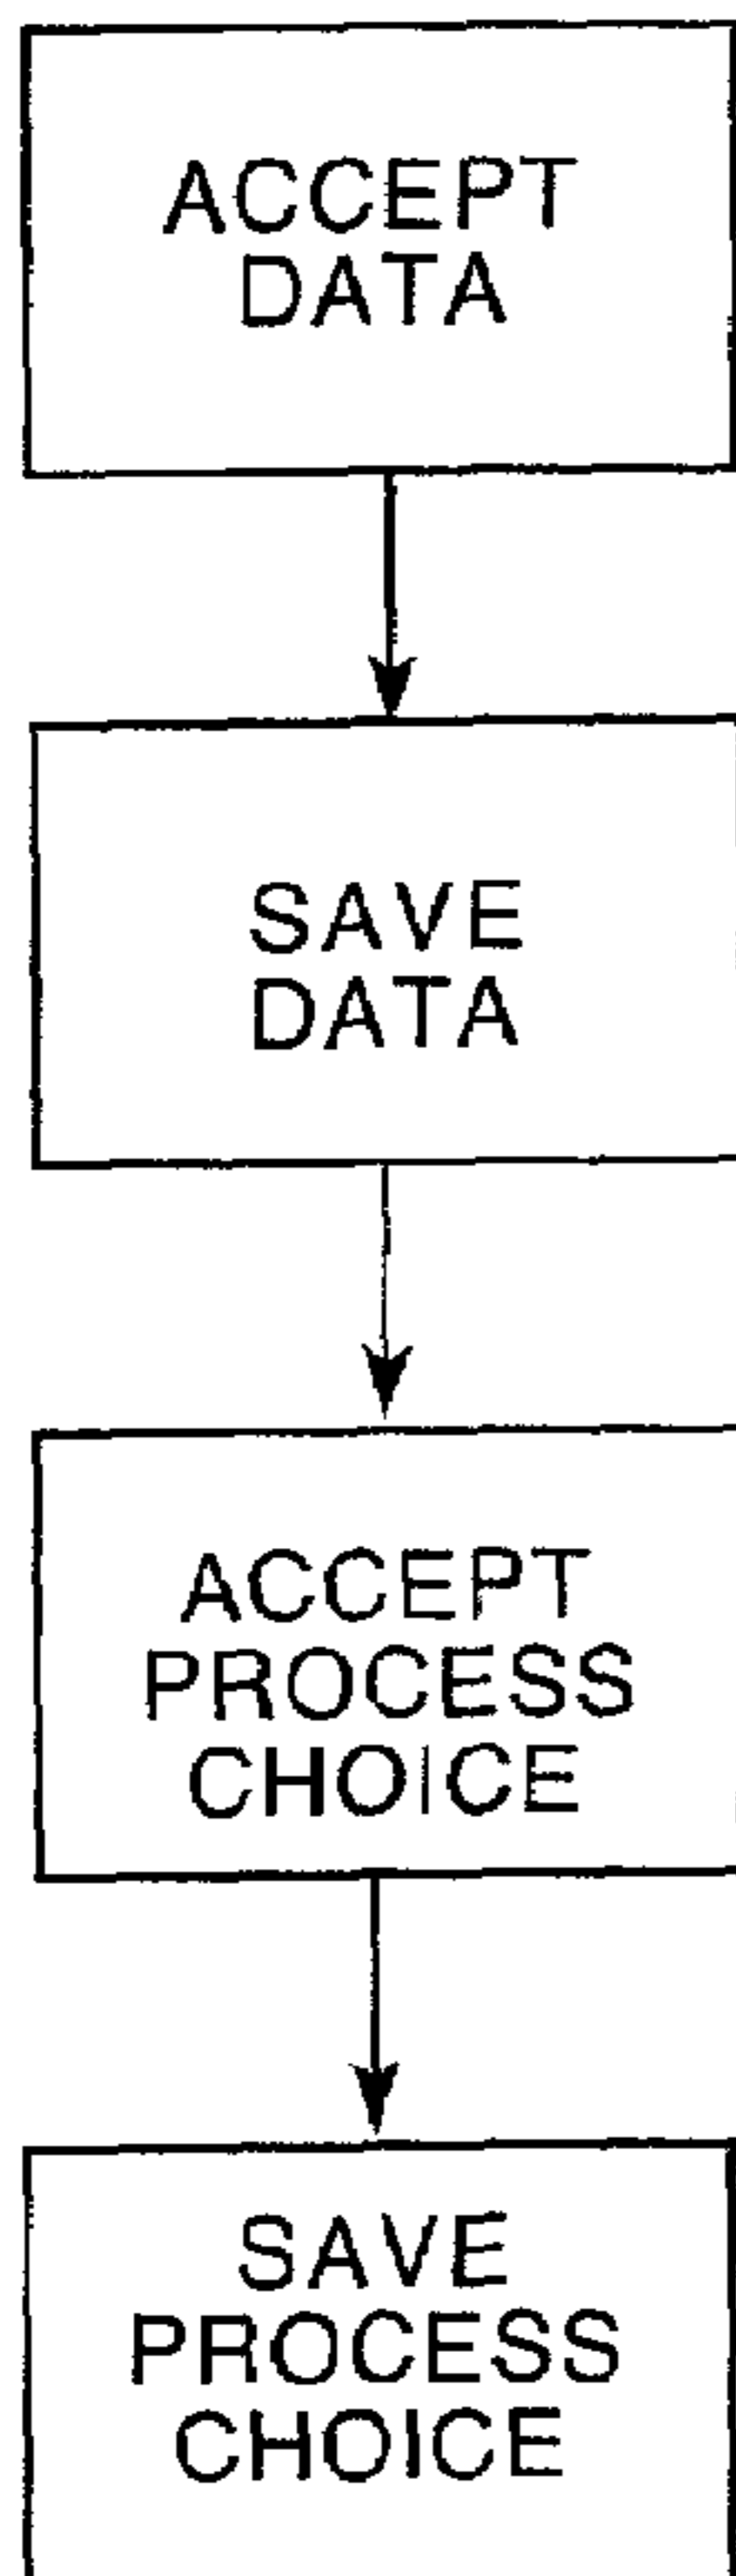 ACCEPT
DATA
SAVE
DATA
ACCEPT
PROCESS
CHOICE
SAVE
PROCESS
CHOICE